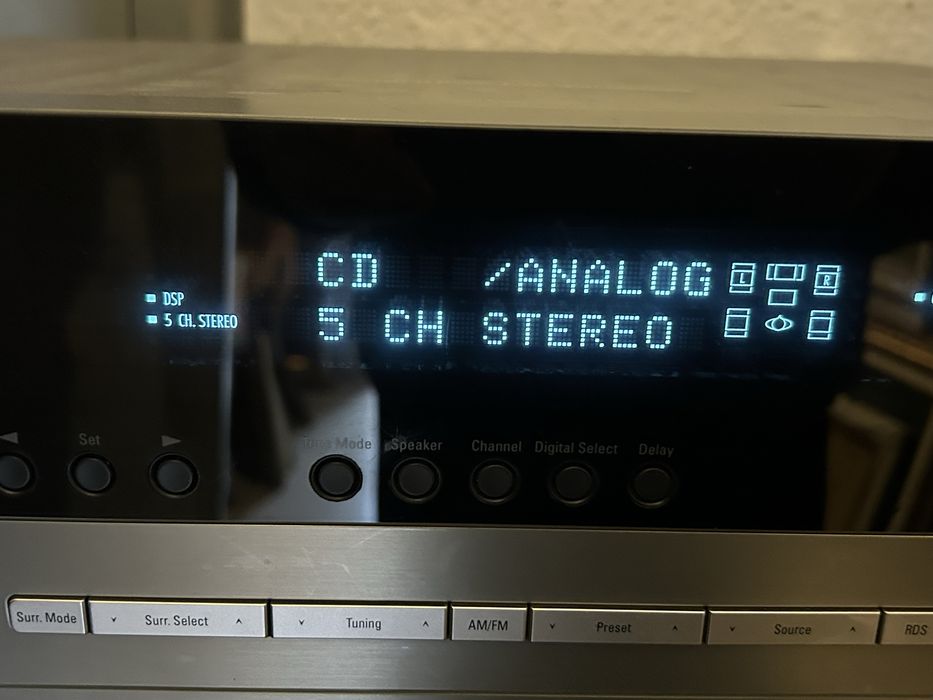 CD /ANALOG
5 CH STEREO
DSP
5 CH. STEREO
L R
Set
Tone Mode Speaker Channel Digital Select Delay
Surr. Mode Surr. Select Tuning AM/FM Preset Source RDS